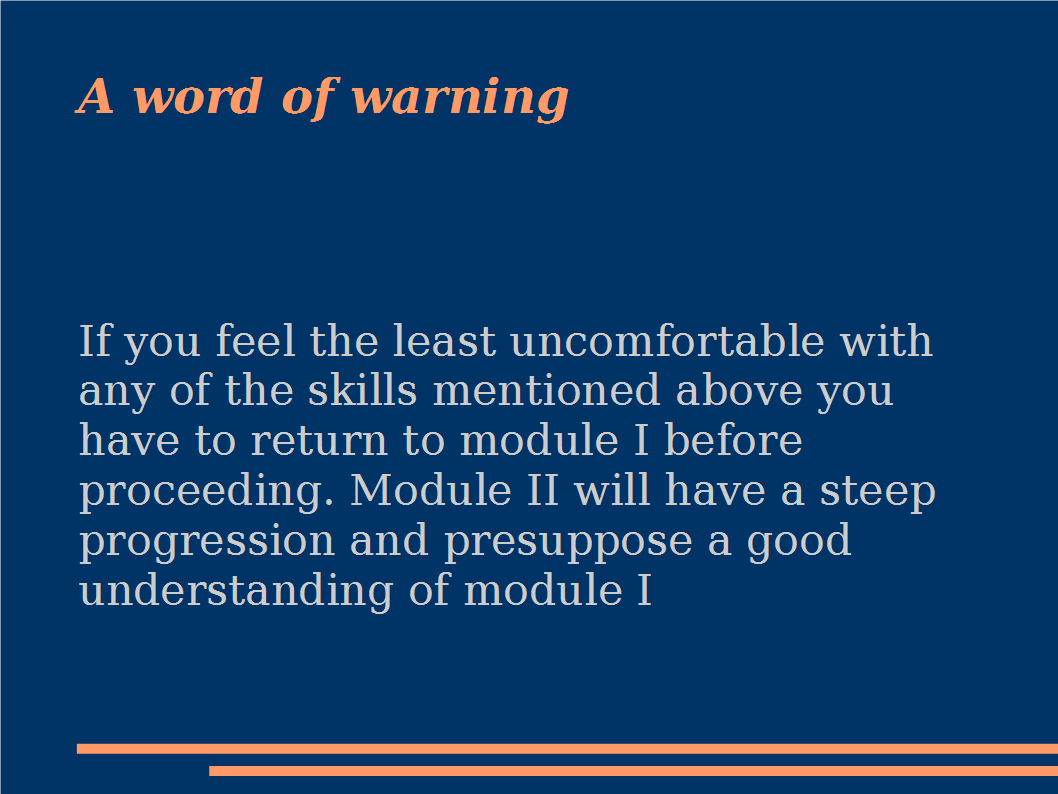 A word of warning
If you feel the least uncomfortable with
any of the skills mentioned above you
have to return to module I before
proceeding. Module II will have a steep
progression and presuppose a good
understanding of module I